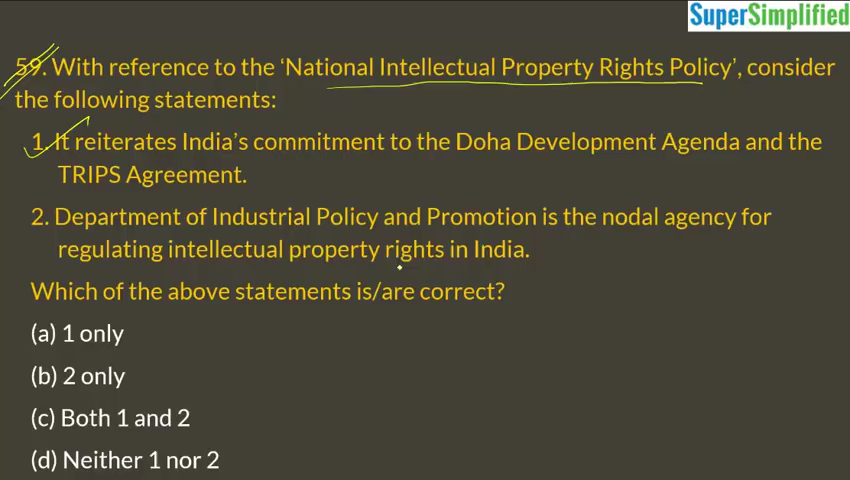 SuperSimplified
59. With reference to the 'National Intellectual Property Rights Policy', consider
the following statements:
1. It reiterates India's commitment to the Doha Development Agenda and the
TRIPS Agreement.
2. Department of Industrial Policy and Promotion is the nodal agency for
regulating intellectual property rights in India.
Which of the above statements is/are correct?
(a) 1 only
(b) 2 only
(c) Both 1 and 2
(d) Neither 1 nor 2